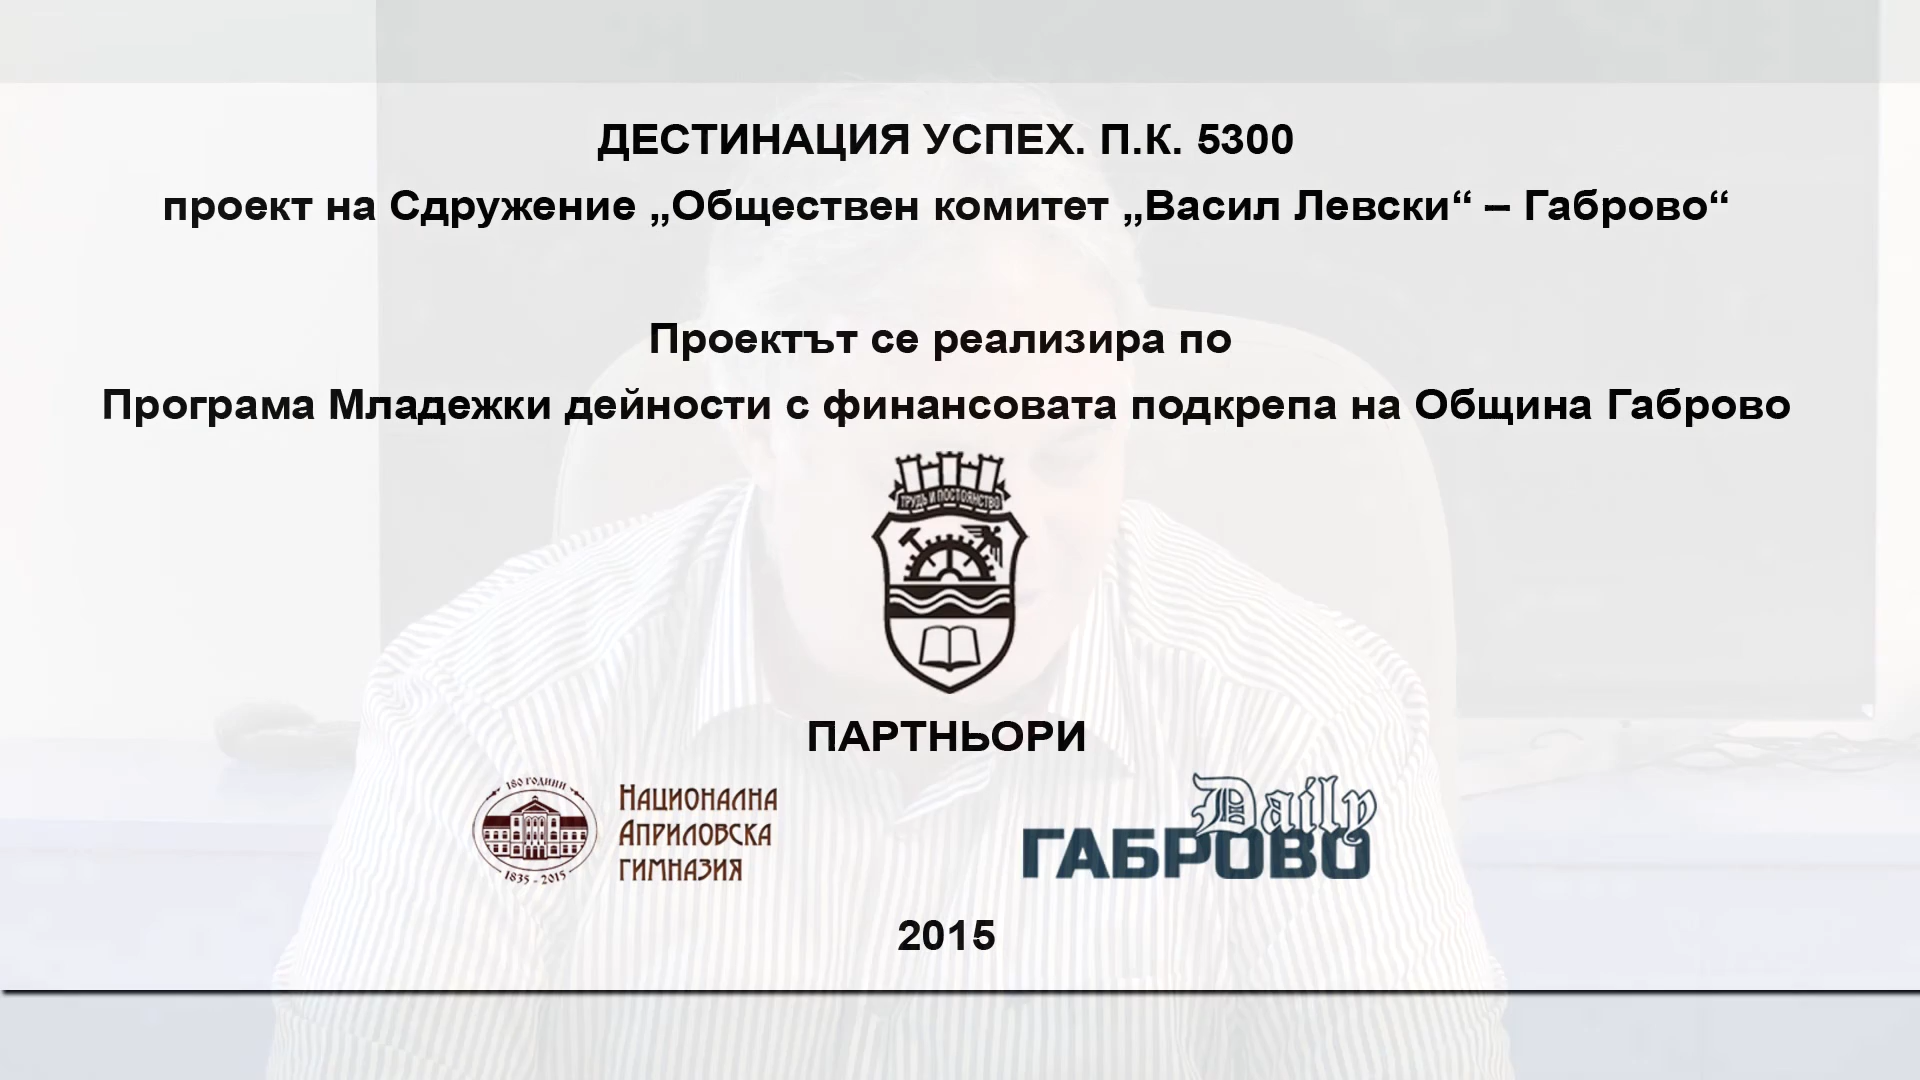 ДЕСТИНАЦИЯ УСПЕХ. П.К. 5300
проект на Сдружение „Обществен комитет „Васил Левски“ – Габрово“
Проектът се реализира по
Програма Младежки дейности с финансовата подкрепа на Община Габрово
ТРУДЬ И ПОСТОЯНСТВО
ПАРТНЬОРИ
180 ГОДИНИ
НАЦИОНАЛНА
АПРИЛОВСКА
ГИМНАЗИЯ
1835 - 2015
Daily
ГАБРОВО
2015